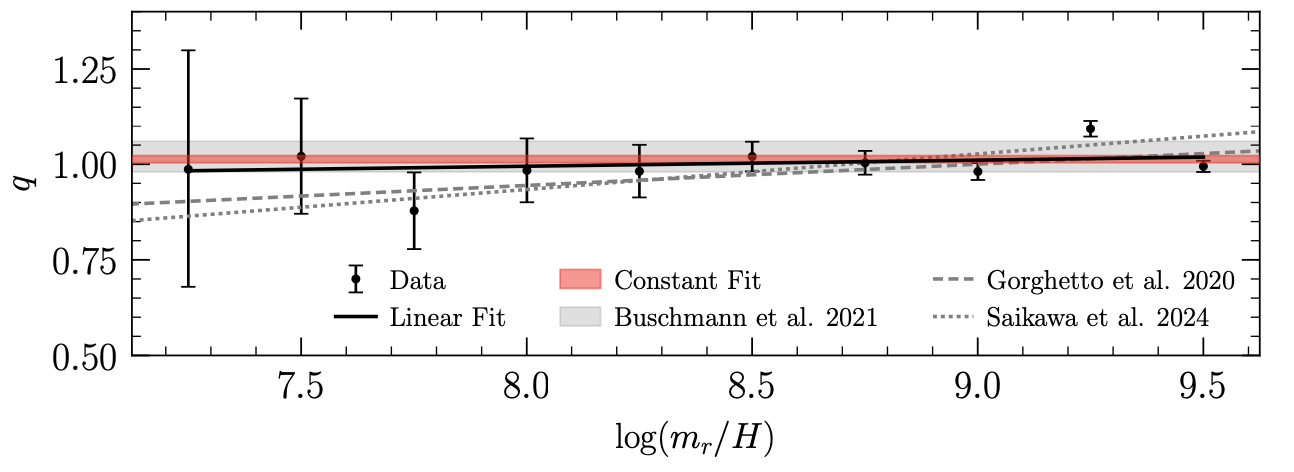 1.25
1.00
0.75
0.50
q
Data
Constant Fit
Gorghetto et al. 2020
Linear Fit
Buschmann et al. 2021
Saikawa et al. 2024
7.5 8.0 8.5 9.0 9.5
log(m_r/H)